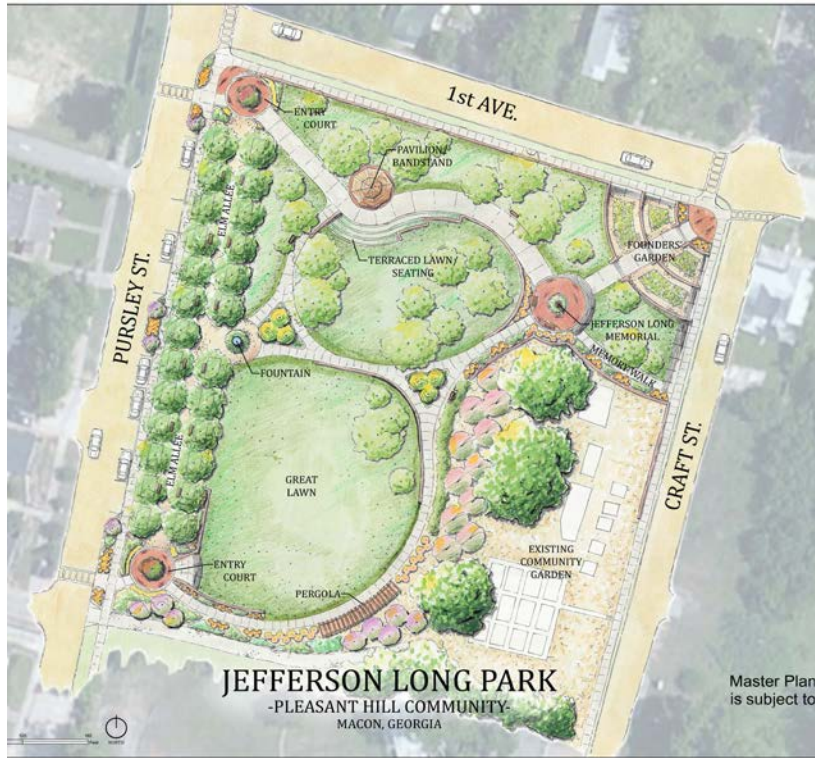 1st AVE.
ENTRY
COURT
PAVILION/
BANDSTAND
ELM ALLEE
TERRACED LAWN/
SEATING
FOUNDERS
GARDEN
PURSLEY ST.
JEFFERSON LONG
MEMORIAL
MEMORY WALK
FOUNTAIN
CRAFT ST.
ELM ALLEE
GREAT
LAWN
EXISTING
COMMUNITY
GARDEN
ENTRY
COURT
PERGOLA
JEFFERSON LONG PARK
-PLEASANT HILL COMMUNITY-
MACON, GEORGIA
Master Plan
is subject to
NORTH